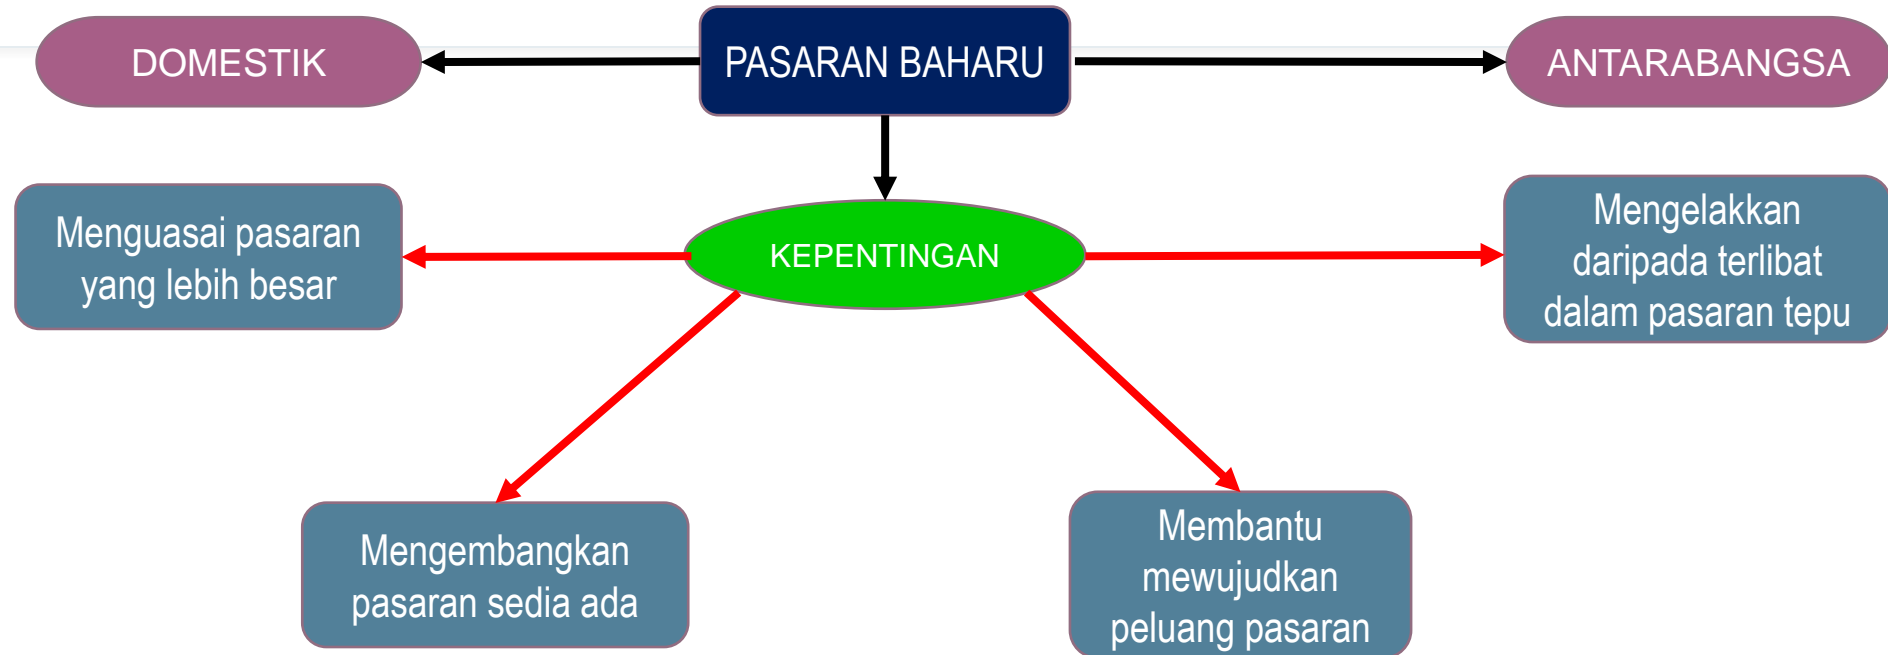 DOMESTIK
PASARAN BAHARU
ANTARABANGSA
Menguasai pasaran
yang lebih besar
KEPENTINGAN
Mengelakkan
daripada terlibat
dalam pasaran tepu
Mengembangkan
pasaran sedia ada
Membantu
mewujudkan
peluang pasaran